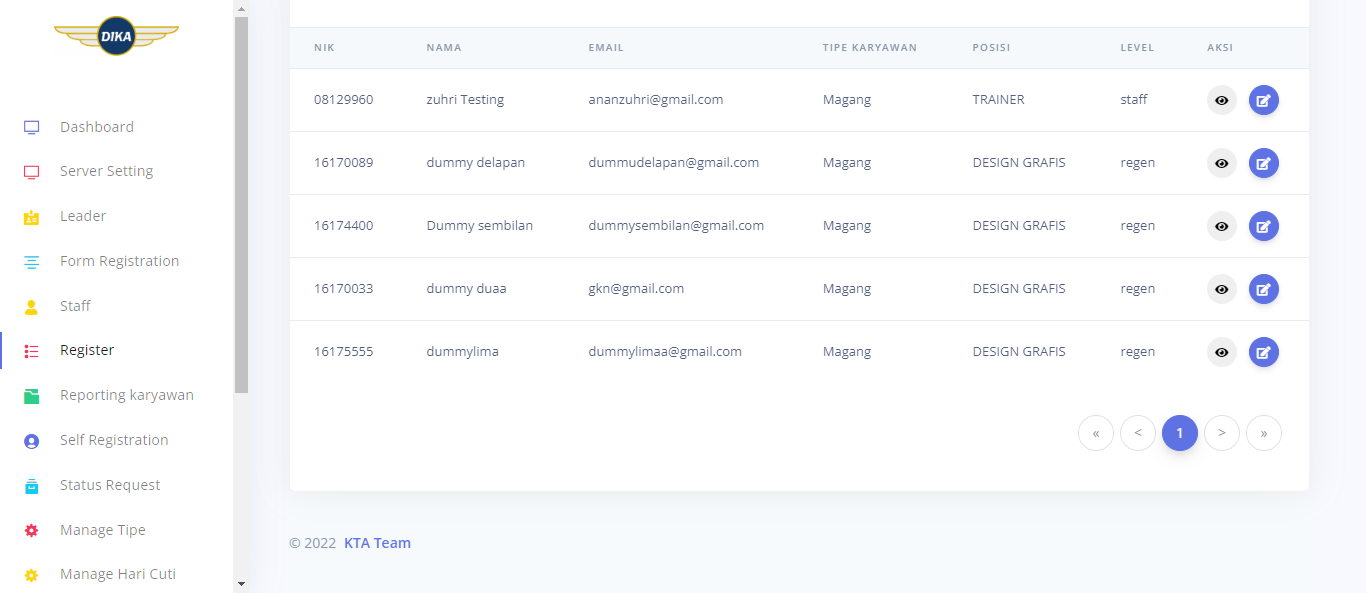 DIKA
Dashboard
Server Setting
Leader
Form Registration
Staff
Register
Reporting karyawan
Self Registration
Status Request
Manage Tipe
Manage Hari Cuti
NIK NAMA EMAIL TIPE KARYAWAN POSISI LEVEL AKSI
08129960 zuhri Testing ananzuhri@gmail.com Magang TRAINER staff
16170089 dummy delapan dummudelapan@gmail.com Magang DESIGN GRAFIS regen
16174400 Dummy sembilan dummysembilan@gmail.com Magang DESIGN GRAFIS regen
16170033 dummy duaa gkn@gmail.com Magang DESIGN GRAFIS regen
16175555 dummylima dummylimaa@gmail.com Magang DESIGN GRAFIS regen
« < 1 > »
© 2022 KTA Team